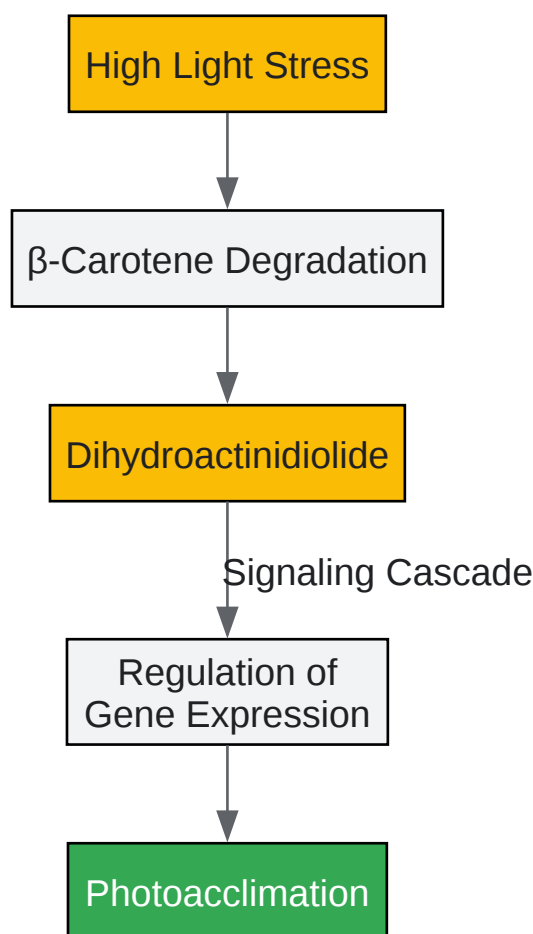 High Light Stress
β-Carotene Degradation
Dihydroactinidiolide
Signaling Cascade
Regulation of
Gene Expression
Photoacclimation